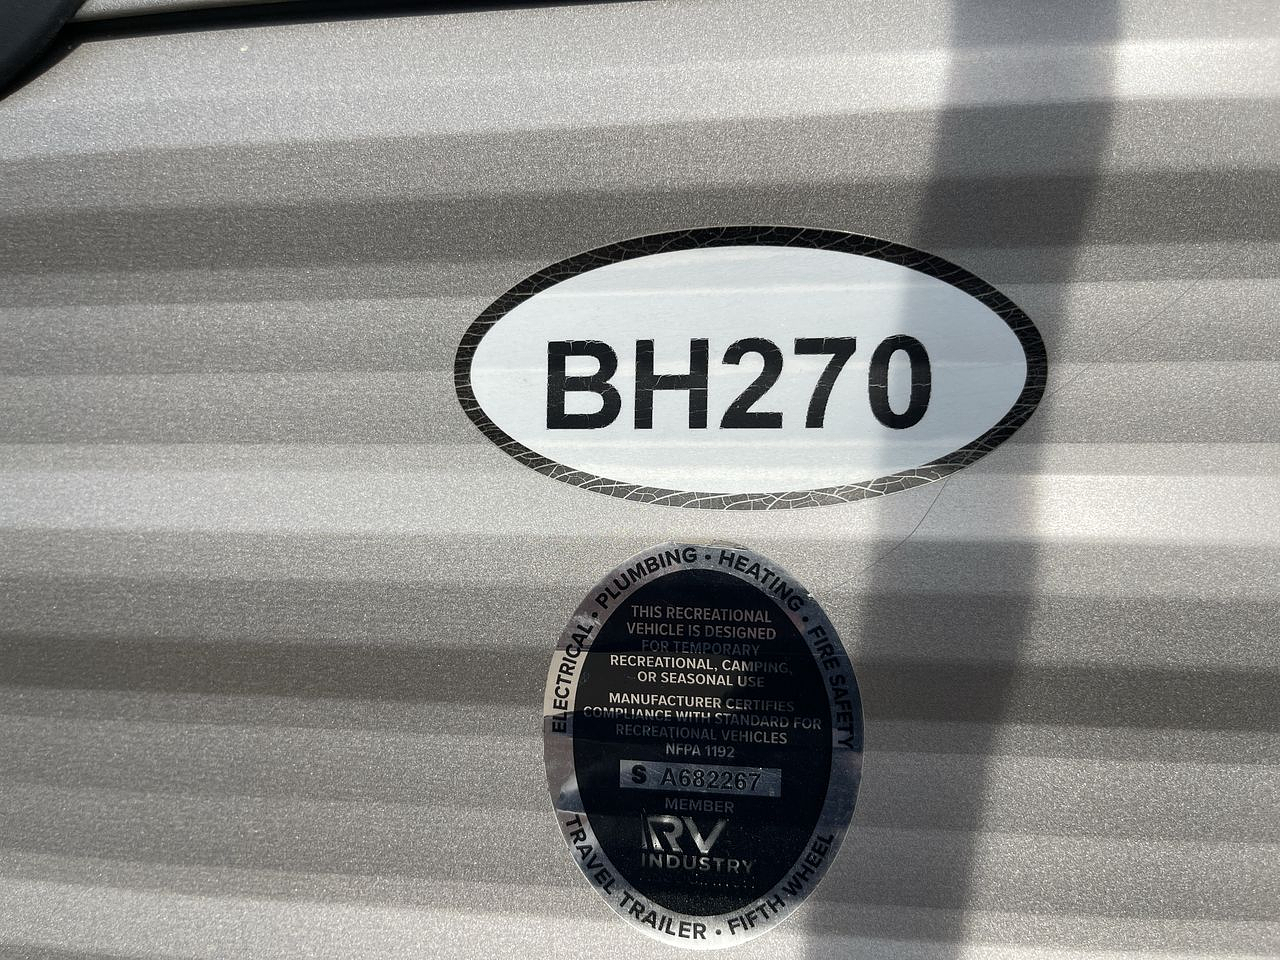 BH270
ELECTRICAL • PLUMBING • HEATING • FIRE SAFETY
THIS RECREATIONAL
VEHICLE IS DESIGNED
FOR TEMPORARY
RECREATIONAL, CAMPING,
OR SEASONAL USE
MANUFACTURER CERTIFIES
COMPLIANCE WITH STANDARD FOR
RECREATIONAL VEHICLES
NFPA 1192
S A682267
MEMBER
RV
INDUSTRY
TRAVEL TRAILER • FIFTH WHEEL